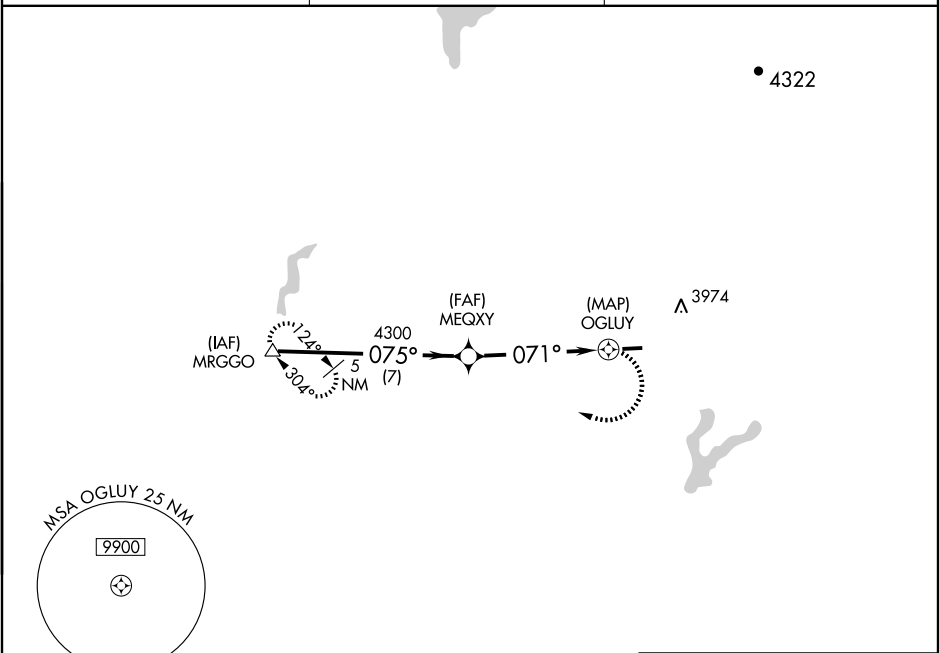 4322
(IAF)
MRGGO
124°
304°
5
NM
4300
075°
(7)
(FAF)
MEQXY
071°
(MAP)
OGLUY
3974
MSA OGLUY 25 NM
9900